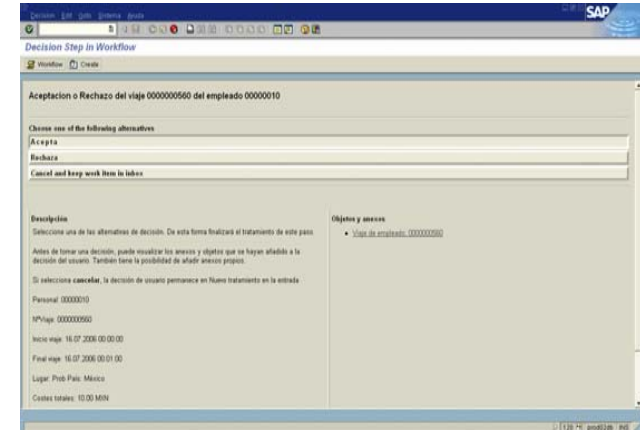 Decision Edit Goto Sistema Ayuda
SAP
Decision Step in Workflow
Workflow Create
Aceptacion o Rechazo del viaje 0000000560 del empleado 00000010
Choose one of the following alternatives
Acepta
Rechaza
Cancel and keep work item in inbox
Descripción
Objetos y anexos
Seleccione una de las alternativas de decisión. De esta forma finalizará el tratamiento de este paso
Viaje de empleado: 0000000560
Antes de tomar una decisión, puede visualizar los anexos y objetos que se hayan añadido a la
decisión del usuario. También tiene la posibilidad de añadir anexos propios.
Si selecciona cancelar, la decisión de usuario permanece en Nuevo tratamiento en la entrada
Personal: 00000010
NºViaje: 0000000560
Inicio viaje: 16.07.2006 00:00:00
Final viaje: 16.07.2006 00:01:00
Lugar: Prob País: México
Costes totales: 10.00 MXN